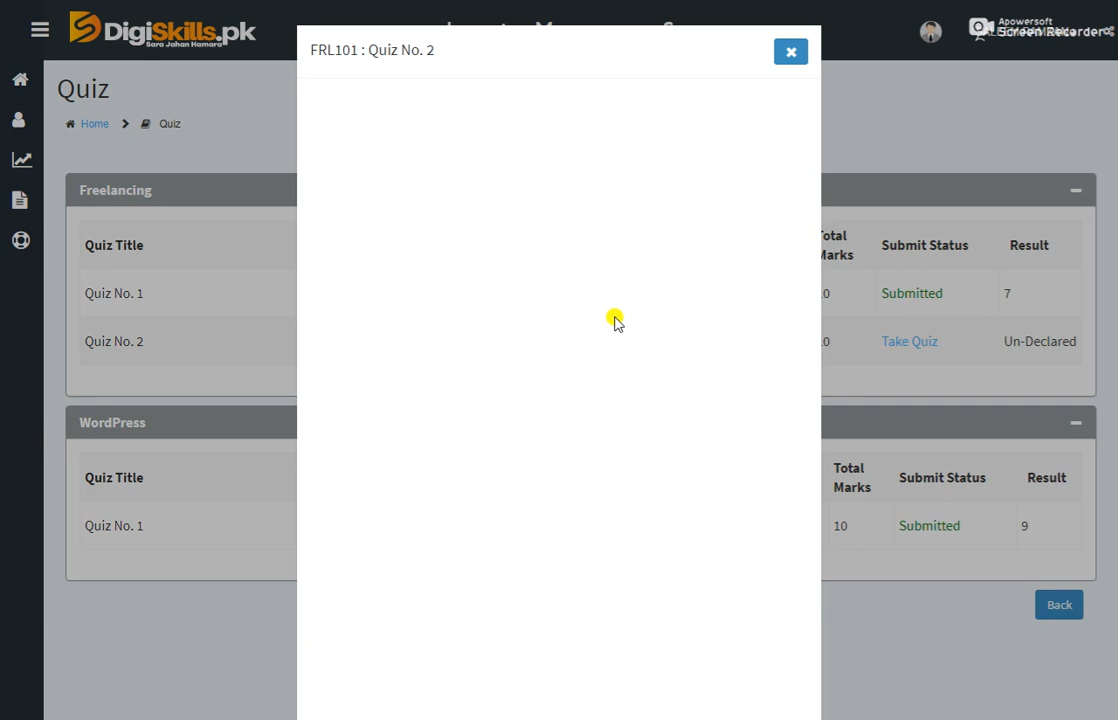 DigiSkills.pk
Sara Jahan Hamara
Apowersoft
Screen Recorder
FRL101 : Quiz No. 2
Quiz
Home
Quiz
Freelancing
Quiz Title
Submit Status
Result
Quiz No. 1
Submitted
7
Quiz No. 2
Take Quiz
Un-Declared
WordPress
Quiz Title
Total
Marks
Submit Status
Result
Quiz No. 1
10
Submitted
9
Back